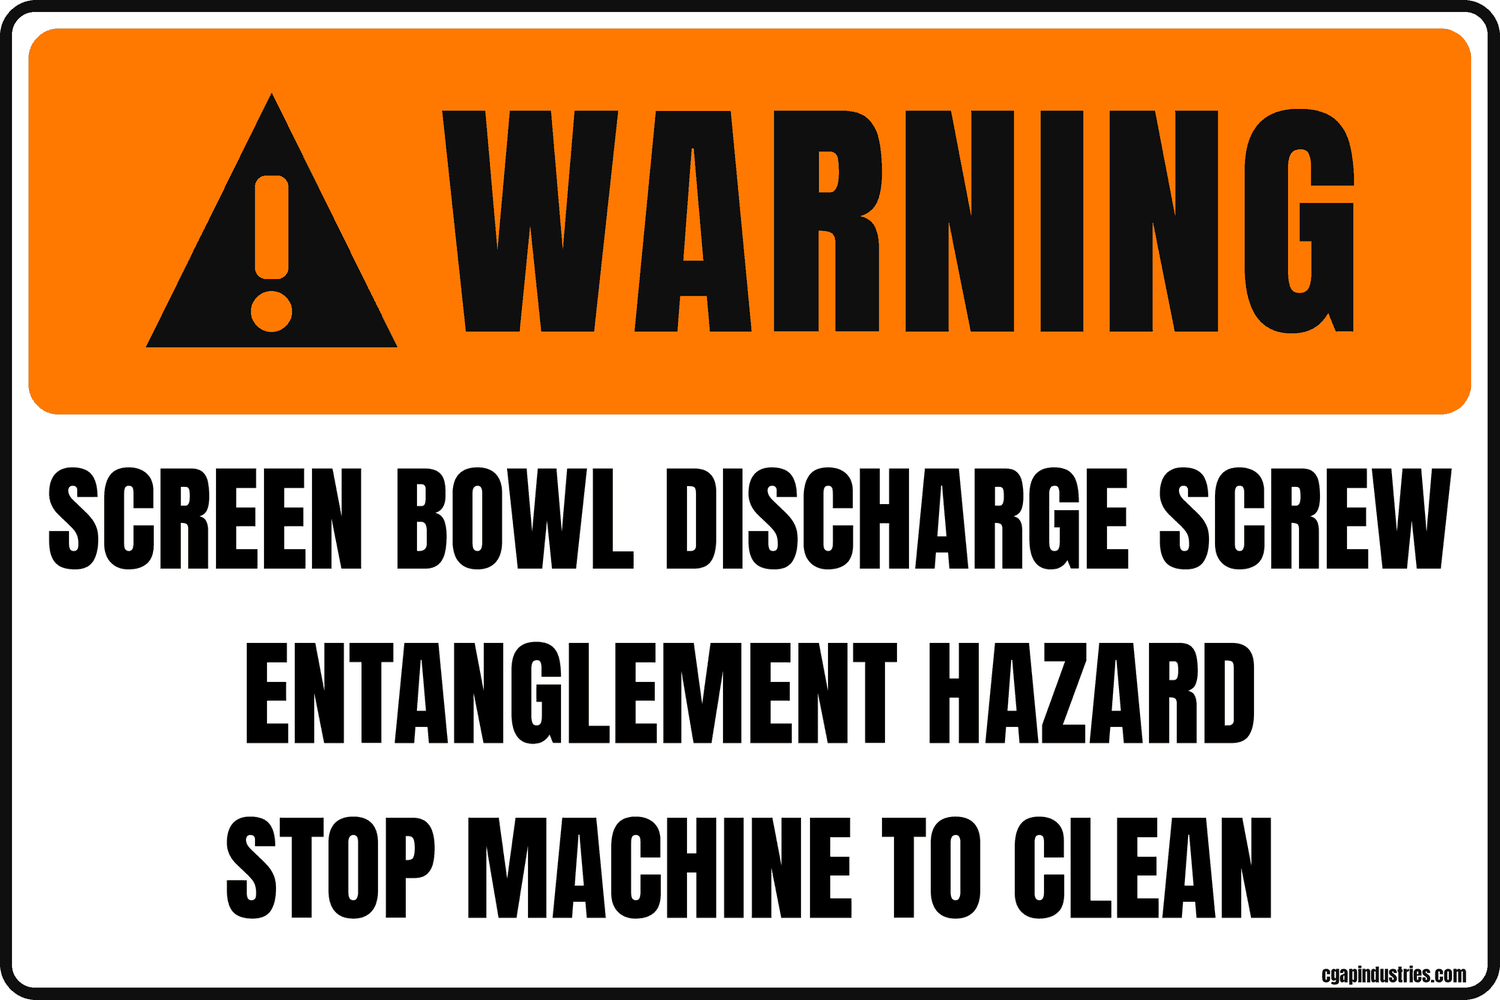 WARNING
SCREEN BOWL DISCHARGE SCREW
ENTANGLEMENT HAZARD
STOP MACHINE TO CLEAN
cgapindustries.com